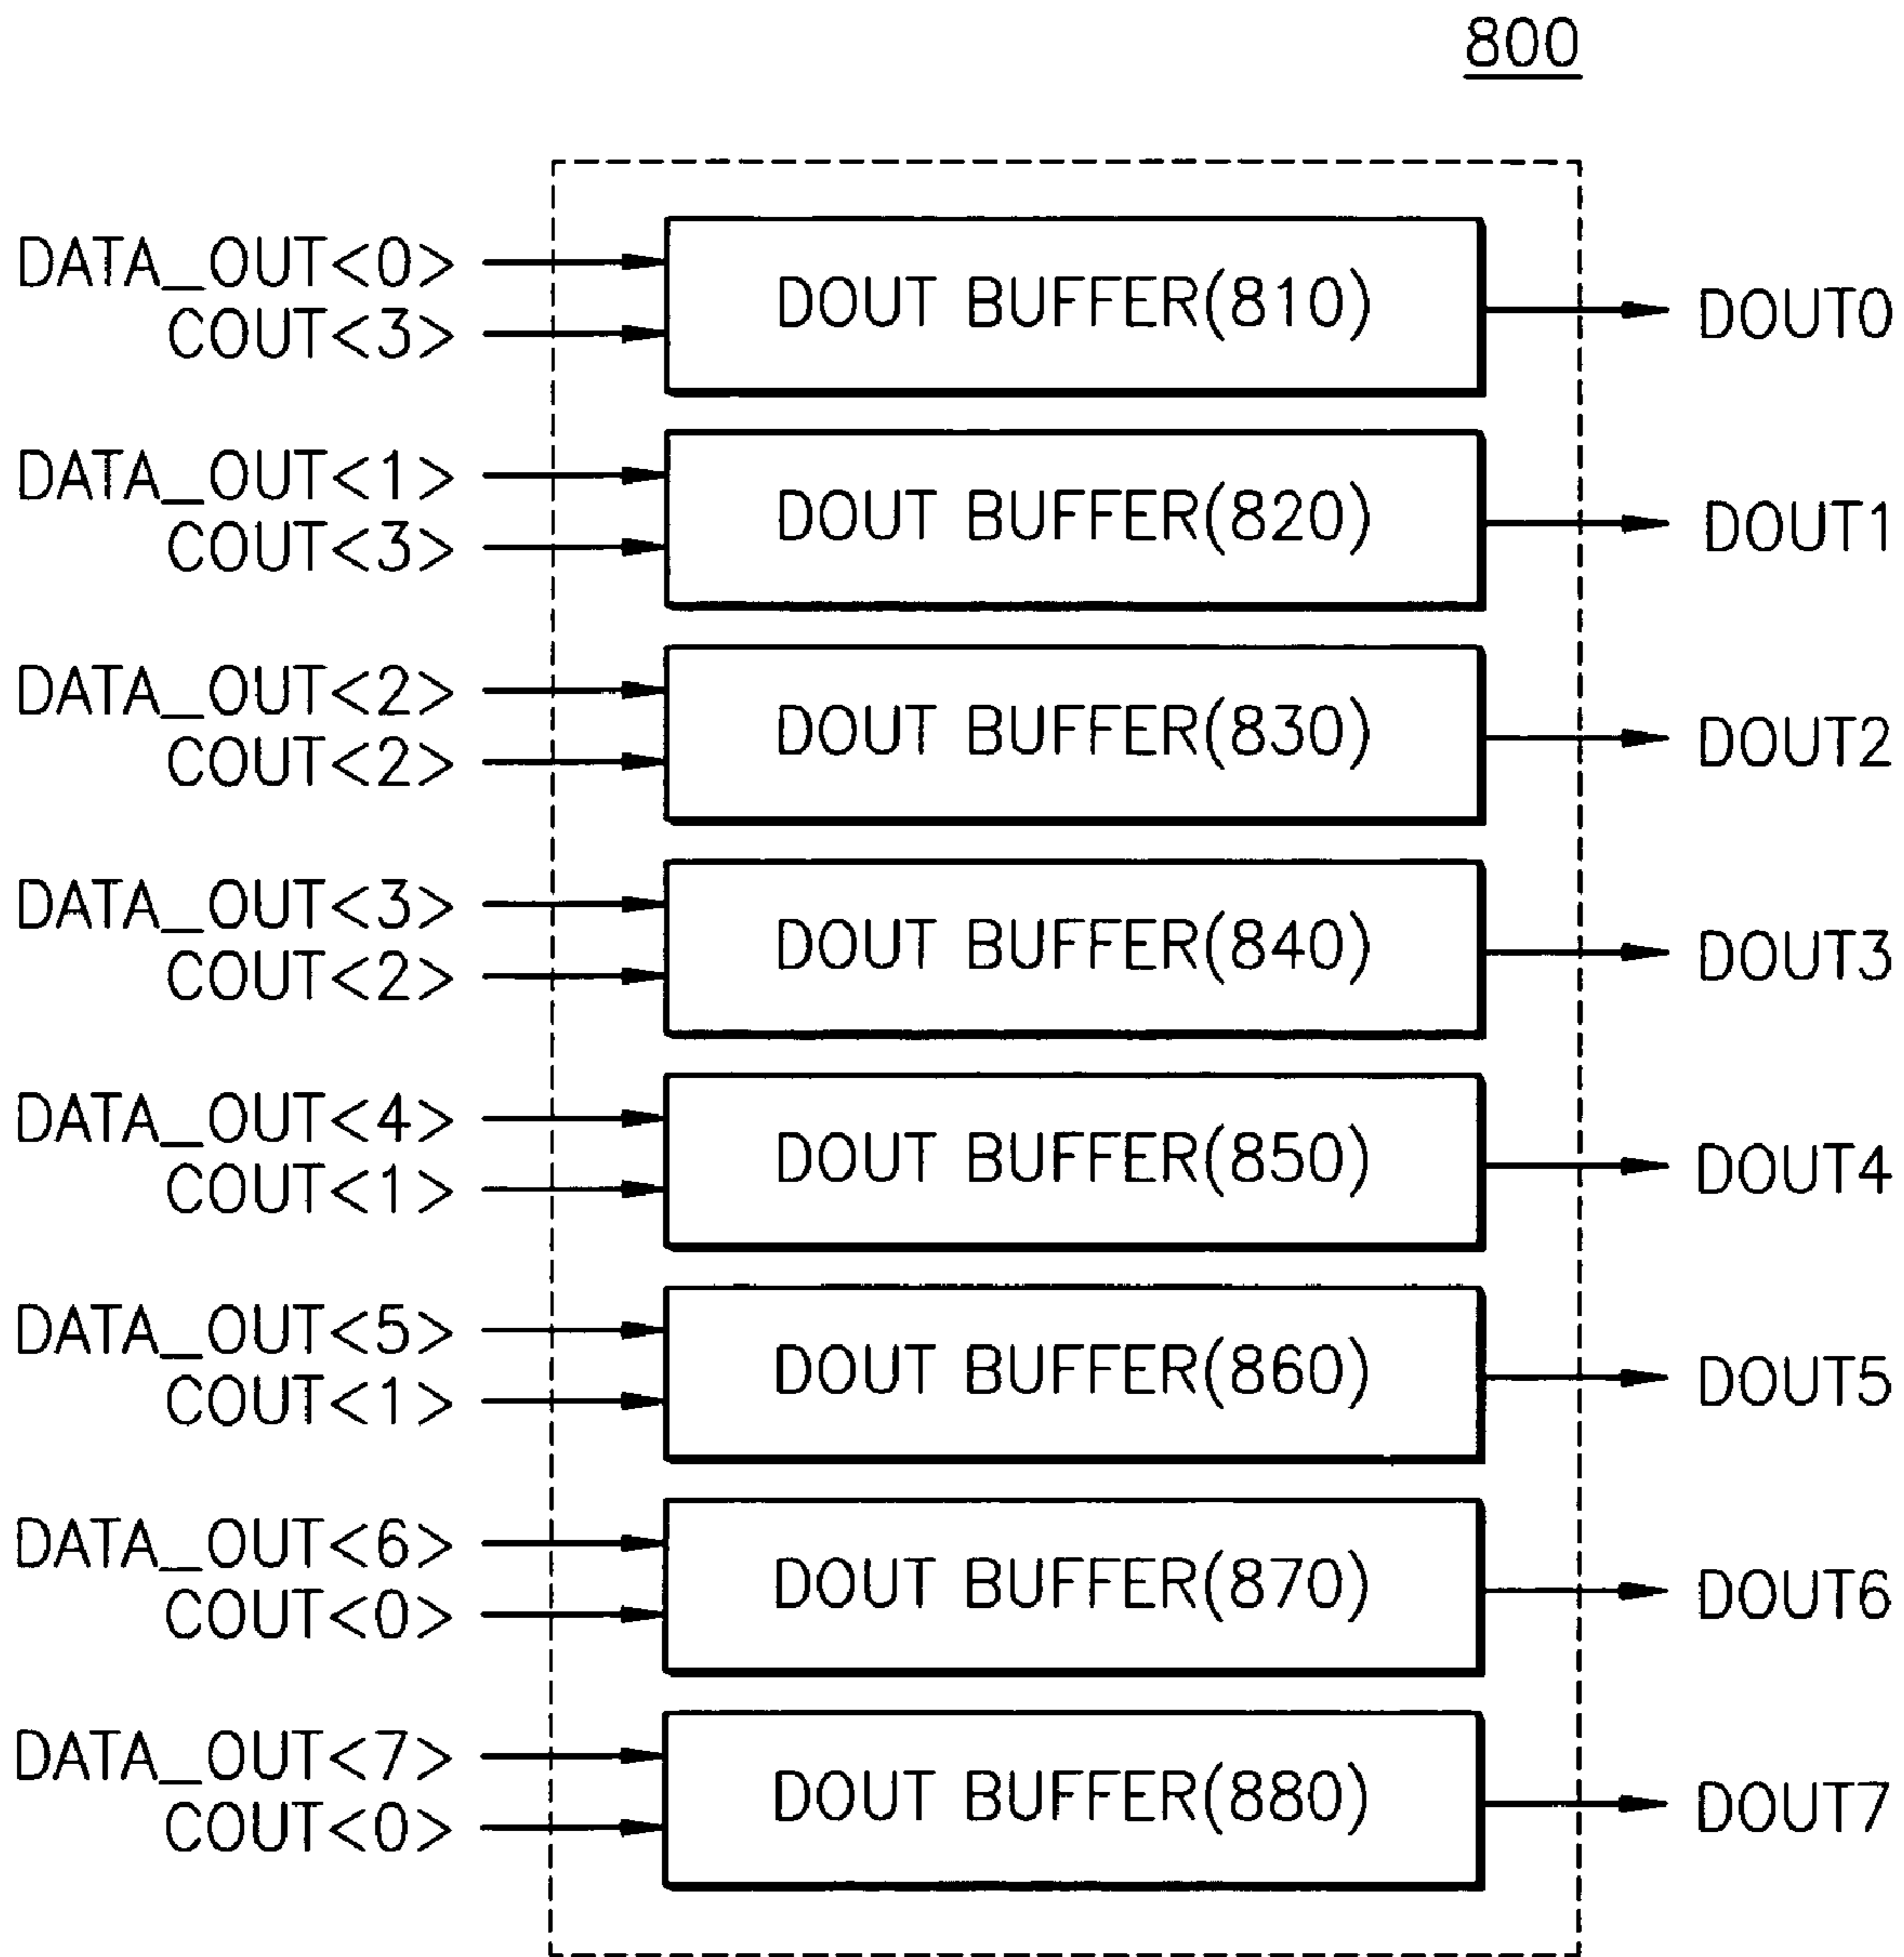 800
DATA_OUT<0>
COUT<3>
DOUT BUFFER(810)
DOUT0
DATA_OUT<1>
COUT<3>
DOUT BUFFER(820)
DOUT1
DATA_OUT<2>
COUT<2>
DOUT BUFFER(830)
DOUT2
DATA_OUT<3>
COUT<2>
DOUT BUFFER(840)
DOUT3
DATA_OUT<4>
COUT<1>
DOUT BUFFER(850)
DOUT4
DATA_OUT<5>
COUT<1>
DOUT BUFFER(860)
DOUT5
DATA_OUT<6>
COUT<0>
DOUT BUFFER(870)
DOUT6
DATA_OUT<7>
COUT<0>
DOUT BUFFER(880)
DOUT7